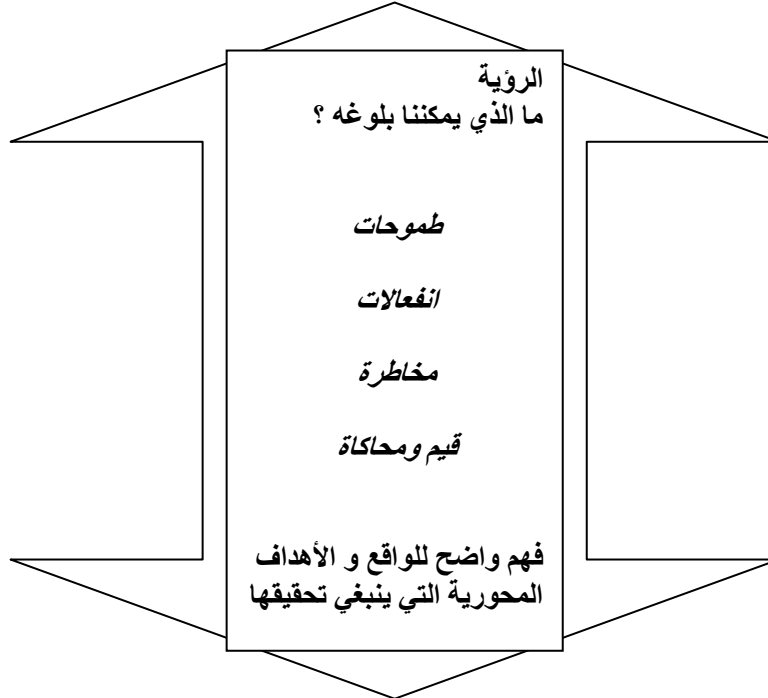 الرؤية
ما الذي يمكننا بلوغه ؟
طموحات
انفعالات
مخاطرة
قيم ومحاكاة
فهم واضح للواقع و الأهداف
المحورية التي ينبغي تحقيقها